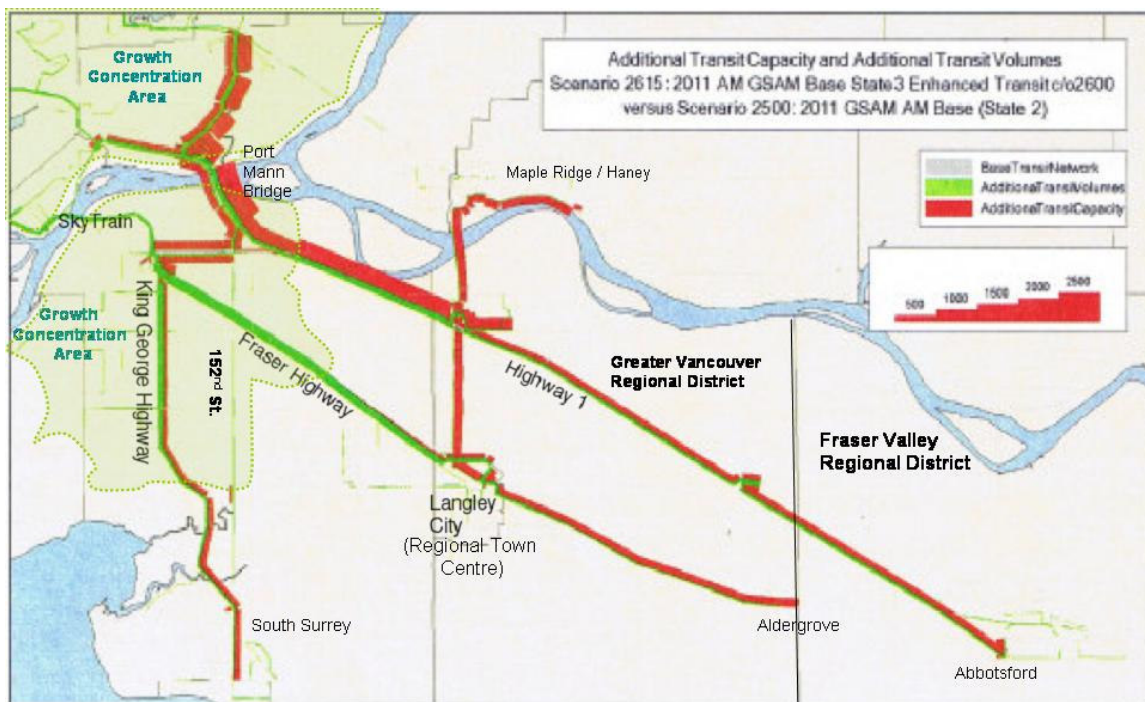 Growth
Concentration
Area
Additional Transit Capacity and Additional Transit Volumes
Scenario 2615: 2011 AM GSAM Base State3 Enhanced Transit c/o2600
versus Scenario 2500: 2011 GSAM AM Base (State 2)
Port
Mann
Bridge
Maple Ridge / Haney
BaseTransitNetwork
AdditionalTransitVolumes
AdditionalTransitCapacity
SkyTrain
500 1000 1500 2000 2500
Growth
Concentration
Area
King George Highway
152nd St.
Fraser Highway
Highway 1
Greater Vancouver
Regional District
Fraser Valley
Regional District
Langley
City
(Regional Town
Centre)
South Surrey
Aldergrove
Abbotsford